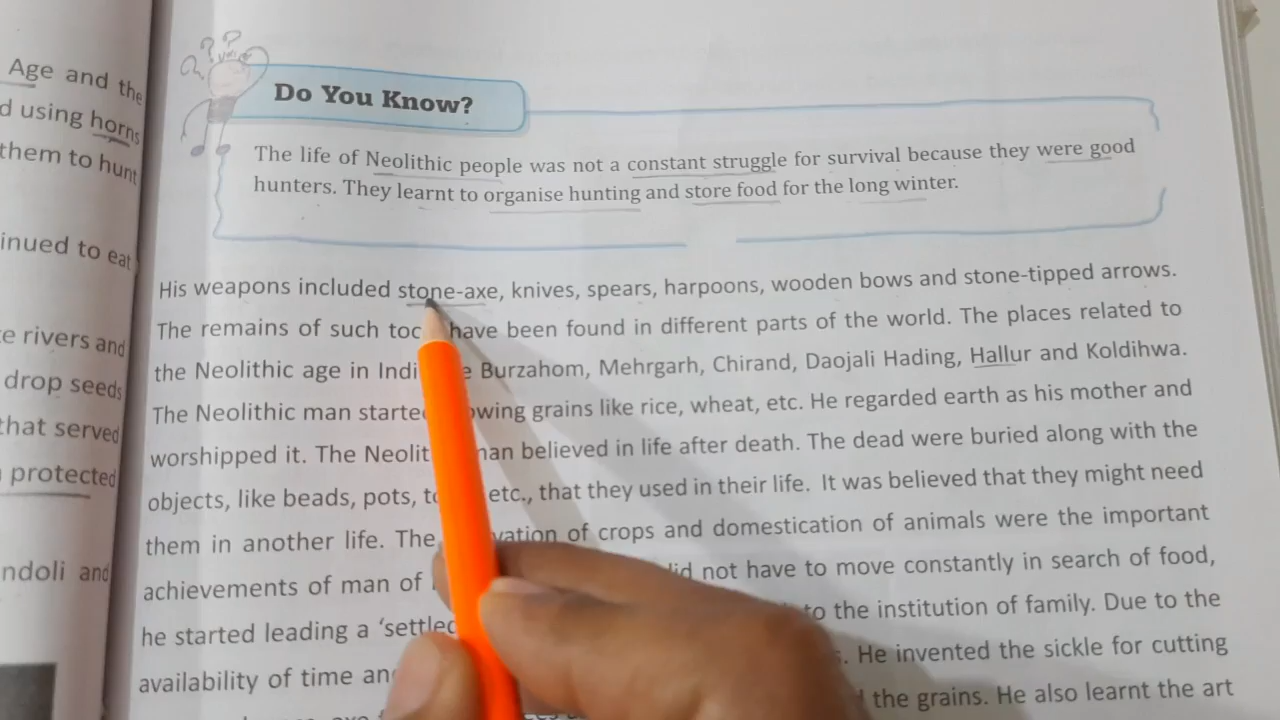 Age and the
d using horns
them to hunt
inued to eat
e rivers and
drop seeds
that served
protected
ndoli and
Do You Know?
The life of Neolithic people was not a constant struggle for survival because they were good
hunters. They learnt to organise hunting and store food for the long winter.
His weapons included stone-axe, knives, spears, harpoons, wooden bows and stone-tipped arrows.
The remains of such have been found in different parts of the world. The places related to
the Neolithic age in Burzahom, Mehrgarh, Chirand, Daojali Hading, Hallur and Koldihwa.
The Neolithic man grains like rice, wheat, etc. He regarded earth as his mother and
worshipped it. The believed in life after death. The dead were buried along with the
objects, like beads, pots, etc., that they used in their life. It was believed that they might need
them in another life. The of crops and domestication of animals were the important
achievements of man of did not have to move constantly in search of food,
he started leading a to the institution of family. Due to the
availability of time He invented the sickle for cutting
the grains. He also learnt the art